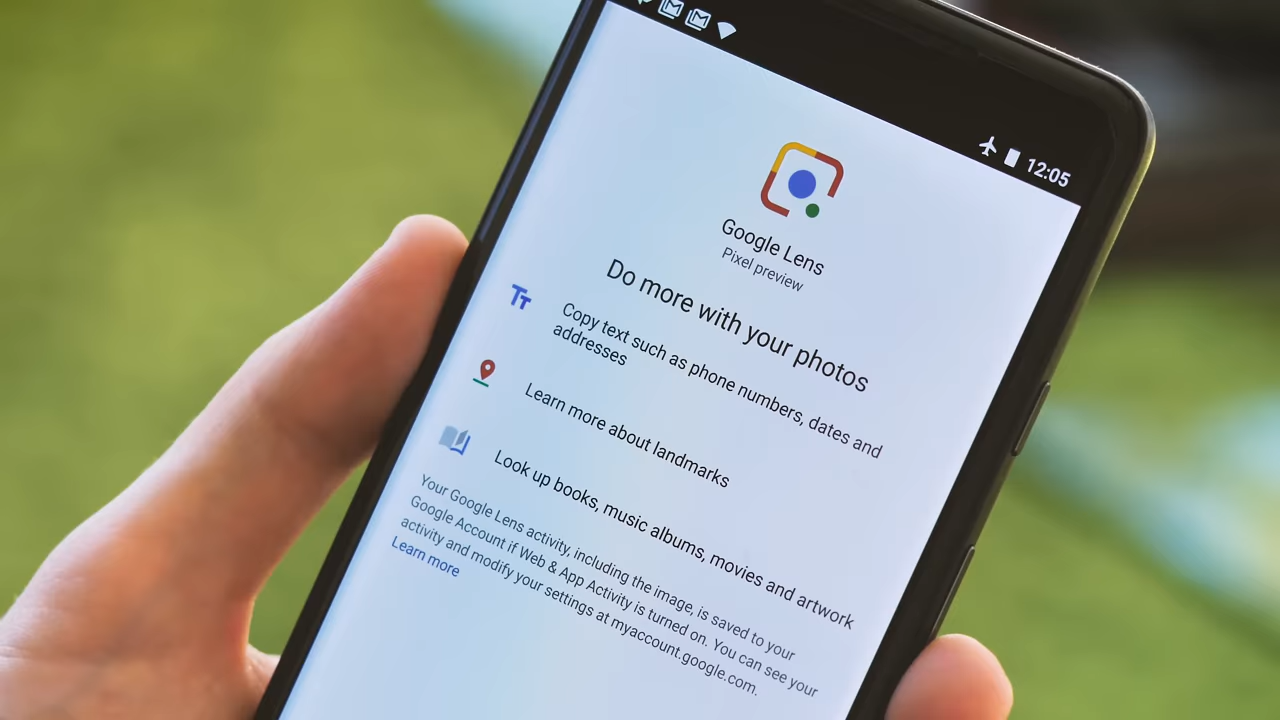 12:05
Google Lens
Pixel preview
Do more with your photos
Tт
Copy text such as phone numbers, dates and
addresses
Learn more about landmarks
Look up books, music albums, movies and artwork
Your Google Lens activity, including the image, is saved to your
Google Account if Web & App Activity is turned on. You can see your
activity and modify your settings at myaccount.google.com.
Learn more